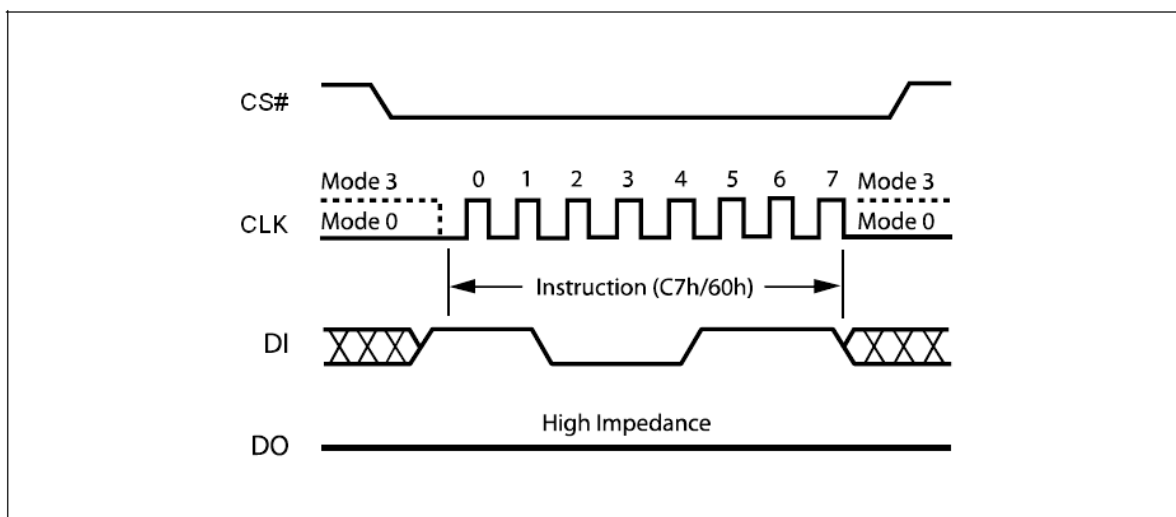 CS#
Mode 3
0 1 2 3 4 5 6 7
Mode 3
CLK
Mode 0
Mode 0
Instruction (C7h/60h)
DI
High Impedance
DO